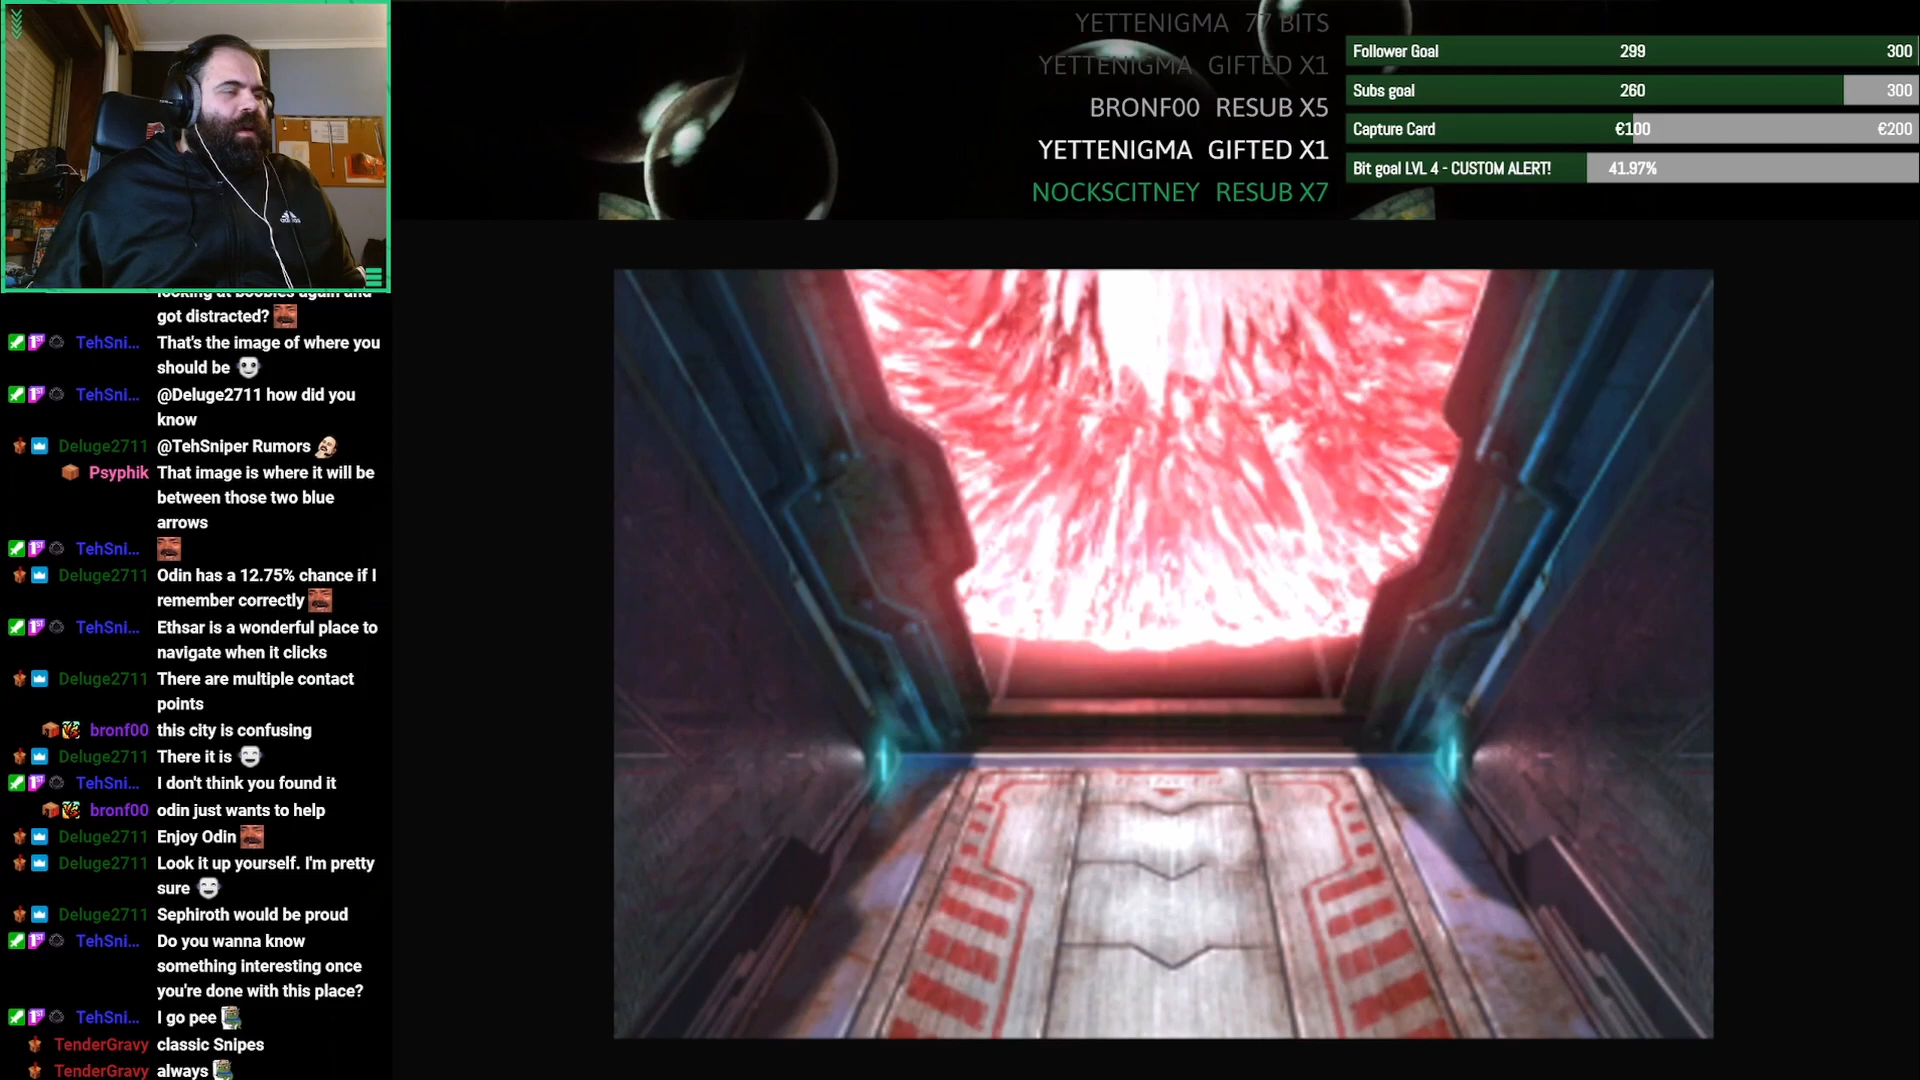 YETTENIGMA 77 BITS
YETTENIGMA GIFTED X1
BRONF00 RESUB X5
YETTENIGMA GIFTED X1
NOCKSCITNEY RESUB X7
Follower Goal 299 300
Subs goal 260 300
Capture Card €100 €200
Bit goal LVL 4 - CUSTOM ALERT! 41.97%
adidas
looking at boobies again and
got distracted?
TehSni... That's the image of where you
should be
TehSni... @Deluge2711 how did you
know
Deluge2711 @TehSniper Rumors
Psyphik That image is where it will be
between those two blue
arrows
TehSni...
Deluge2711 Odin has a 12.75% chance if I
remember correctly
TehSni... Ethsar is a wonderful place to
navigate when it clicks
Deluge2711 There are multiple contact
points
bronf00 this city is confusing
Deluge2711 There it is
TehSni... I don't think you found it
bronf00 odin just wants to help
Deluge2711 Enjoy Odin
Deluge2711 Look it up yourself. I'm pretty
sure
Deluge2711 Sephiroth would be proud
TehSni... Do you wanna know
something interesting once
you're done with this place?
TehSni... I go pee
TenderGravy classic Snipes
TenderGravy always